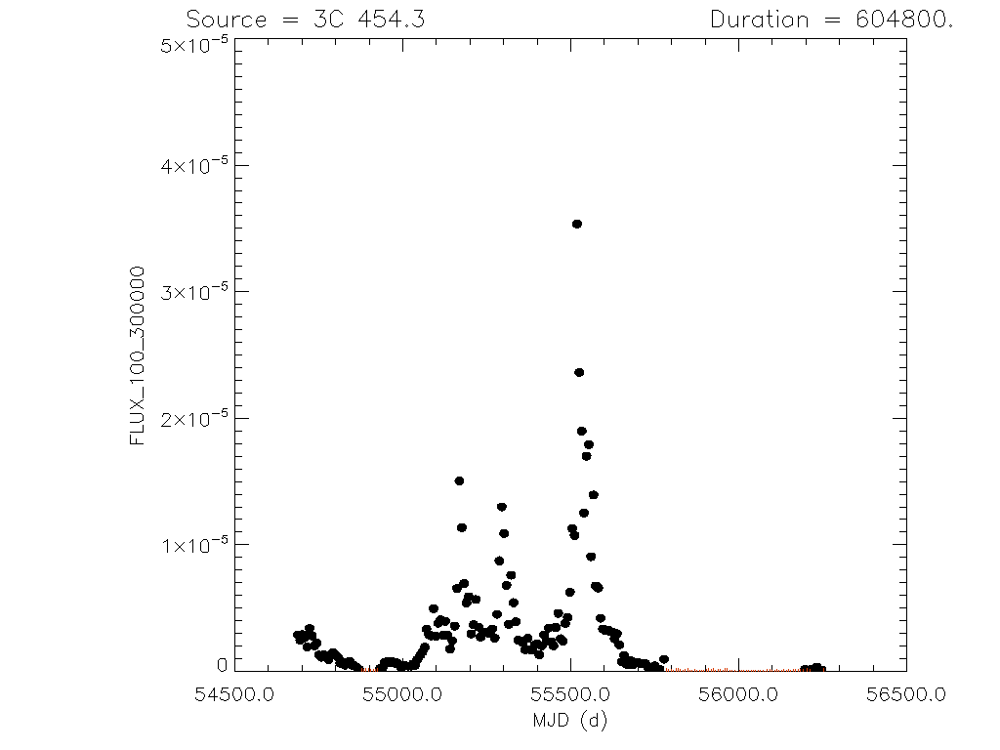 Source = 3C 454.3 Duration = 604800.
5×10⁻⁵
4×10⁻⁵
3×10⁻⁵
2×10⁻⁵
1×10⁻⁵
0
FLUX_100_300000
54500.0 55000.0 55500.0 56000.0 56500.0
MJD (d)